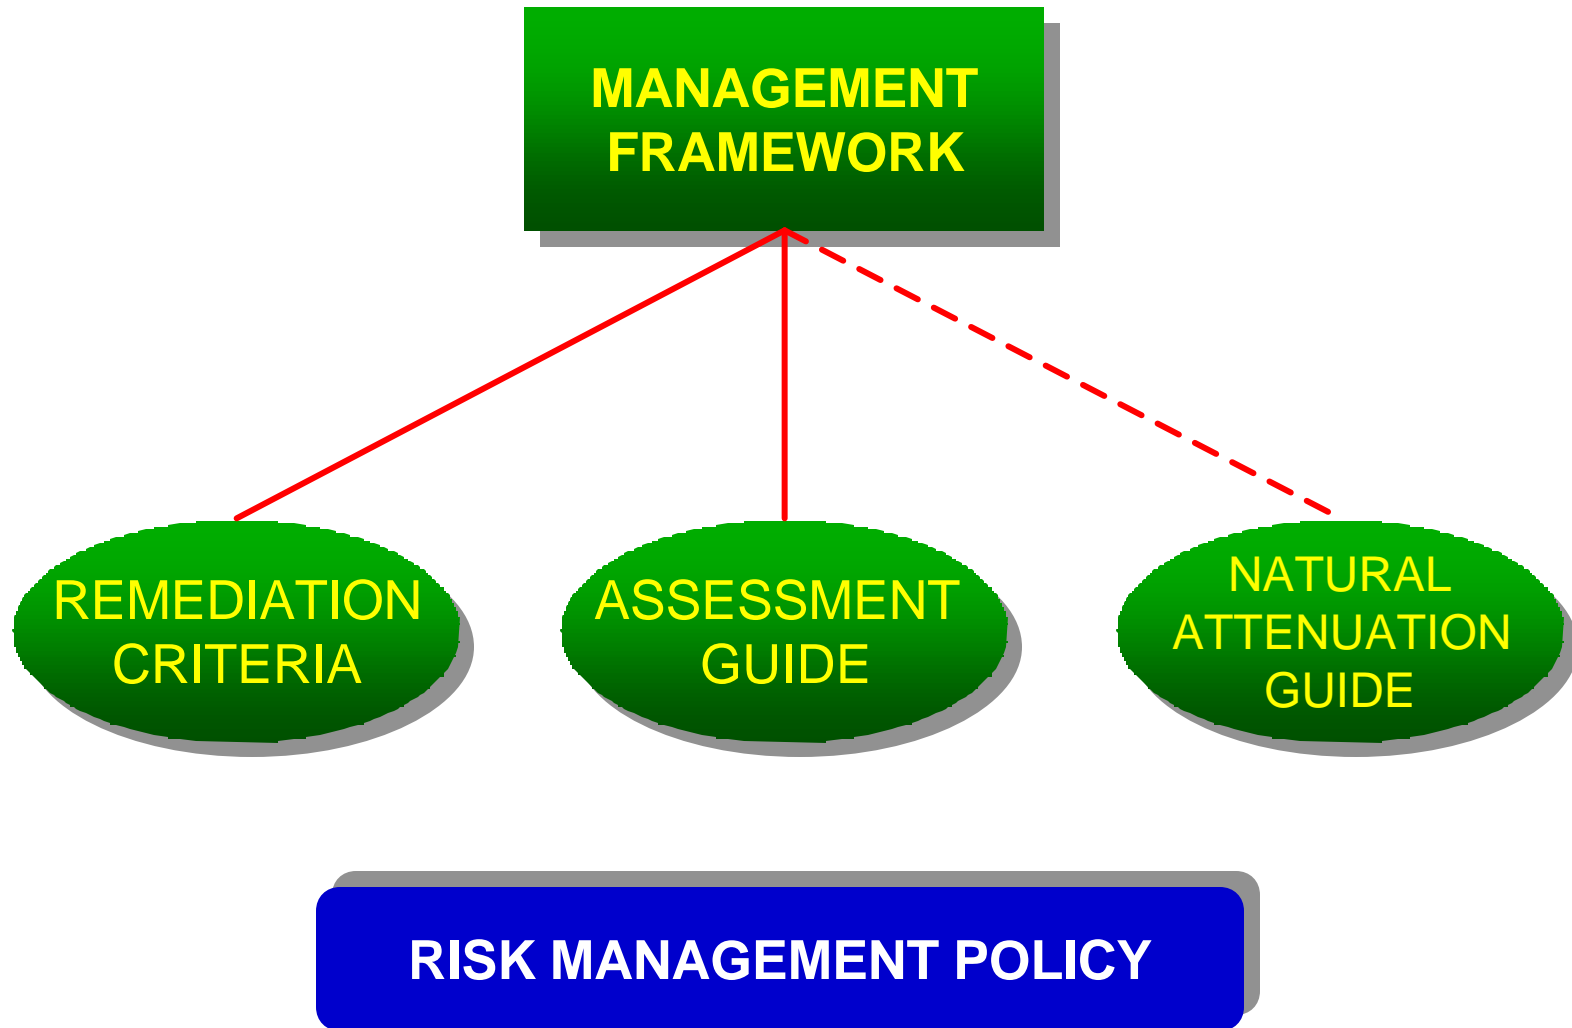 MANAGEMENT
FRAMEWORK
REMEDIATION
CRITERIA
ASSESSMENT
GUIDE
NATURAL
ATTENUATION
GUIDE
RISK MANAGEMENT POLICY